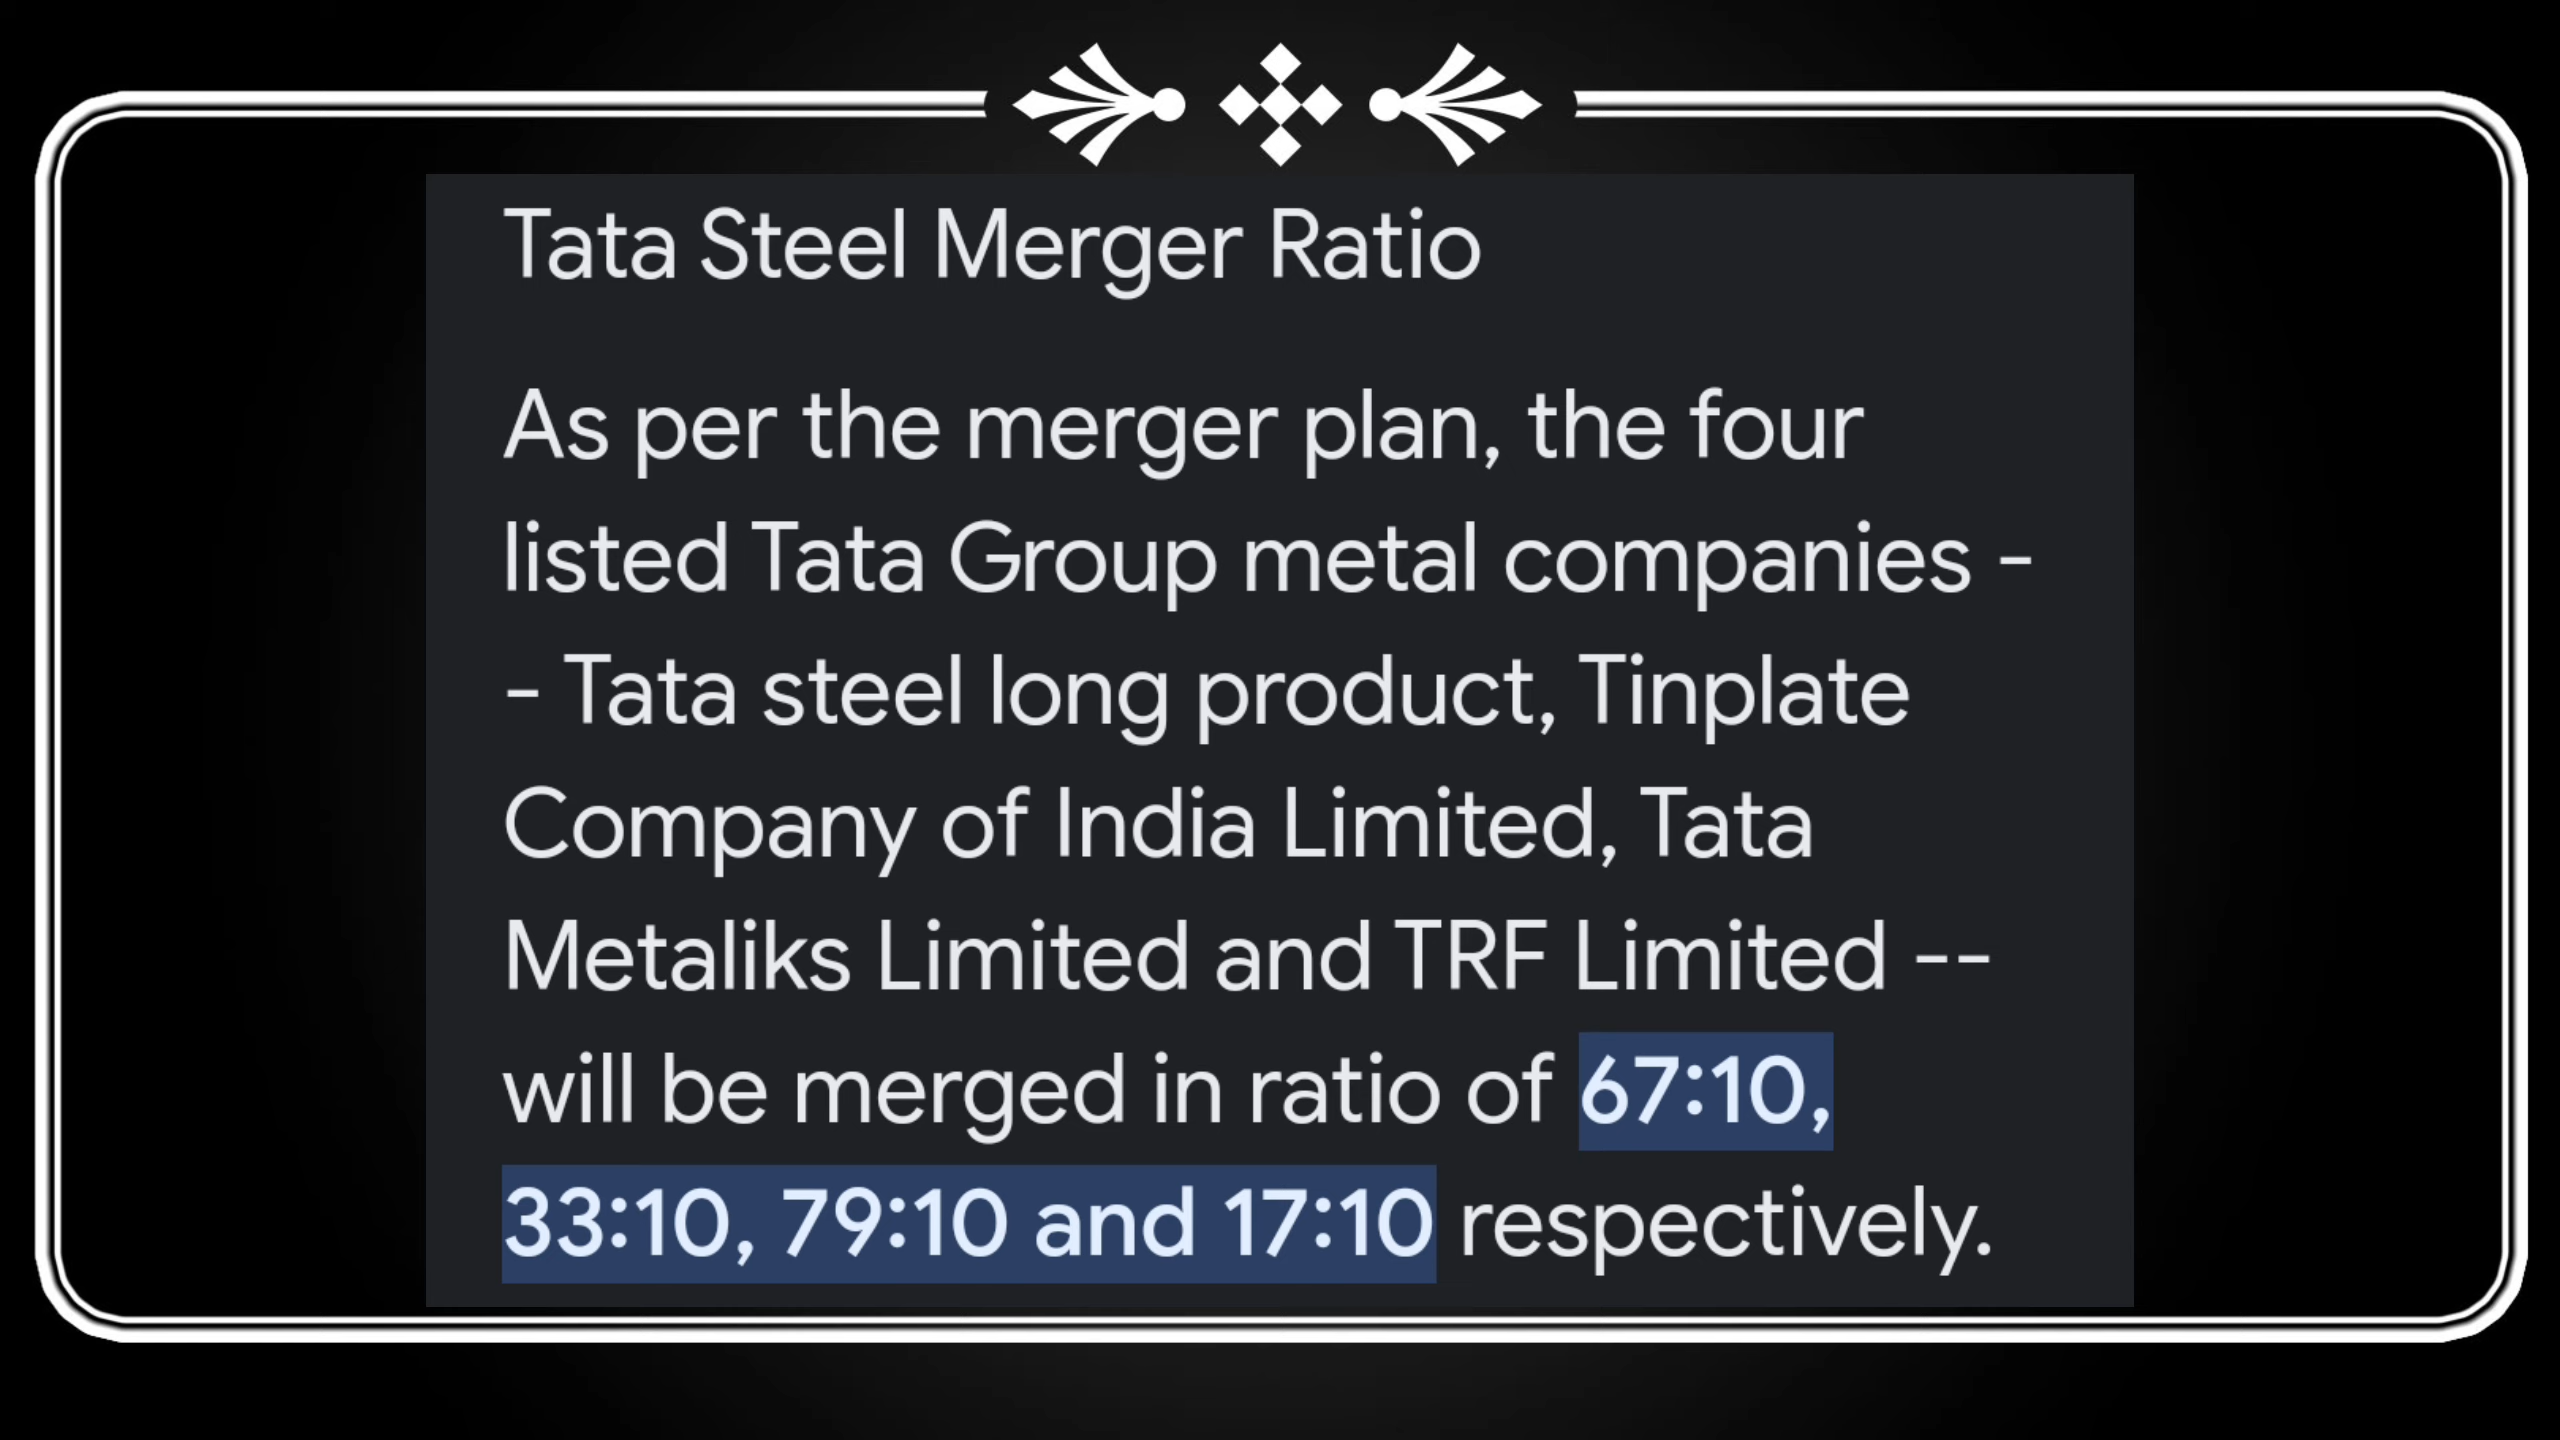 Tata Steel Merger Ratio
As per the merger plan, the four
listed Tata Group metal companies -
- Tata steel long product, Tinplate
Company of India Limited, Tata
Metaliks Limited and TRF Limited --
will be merged in ratio of 67:10,
33:10, 79:10 and 17:10 respectively.